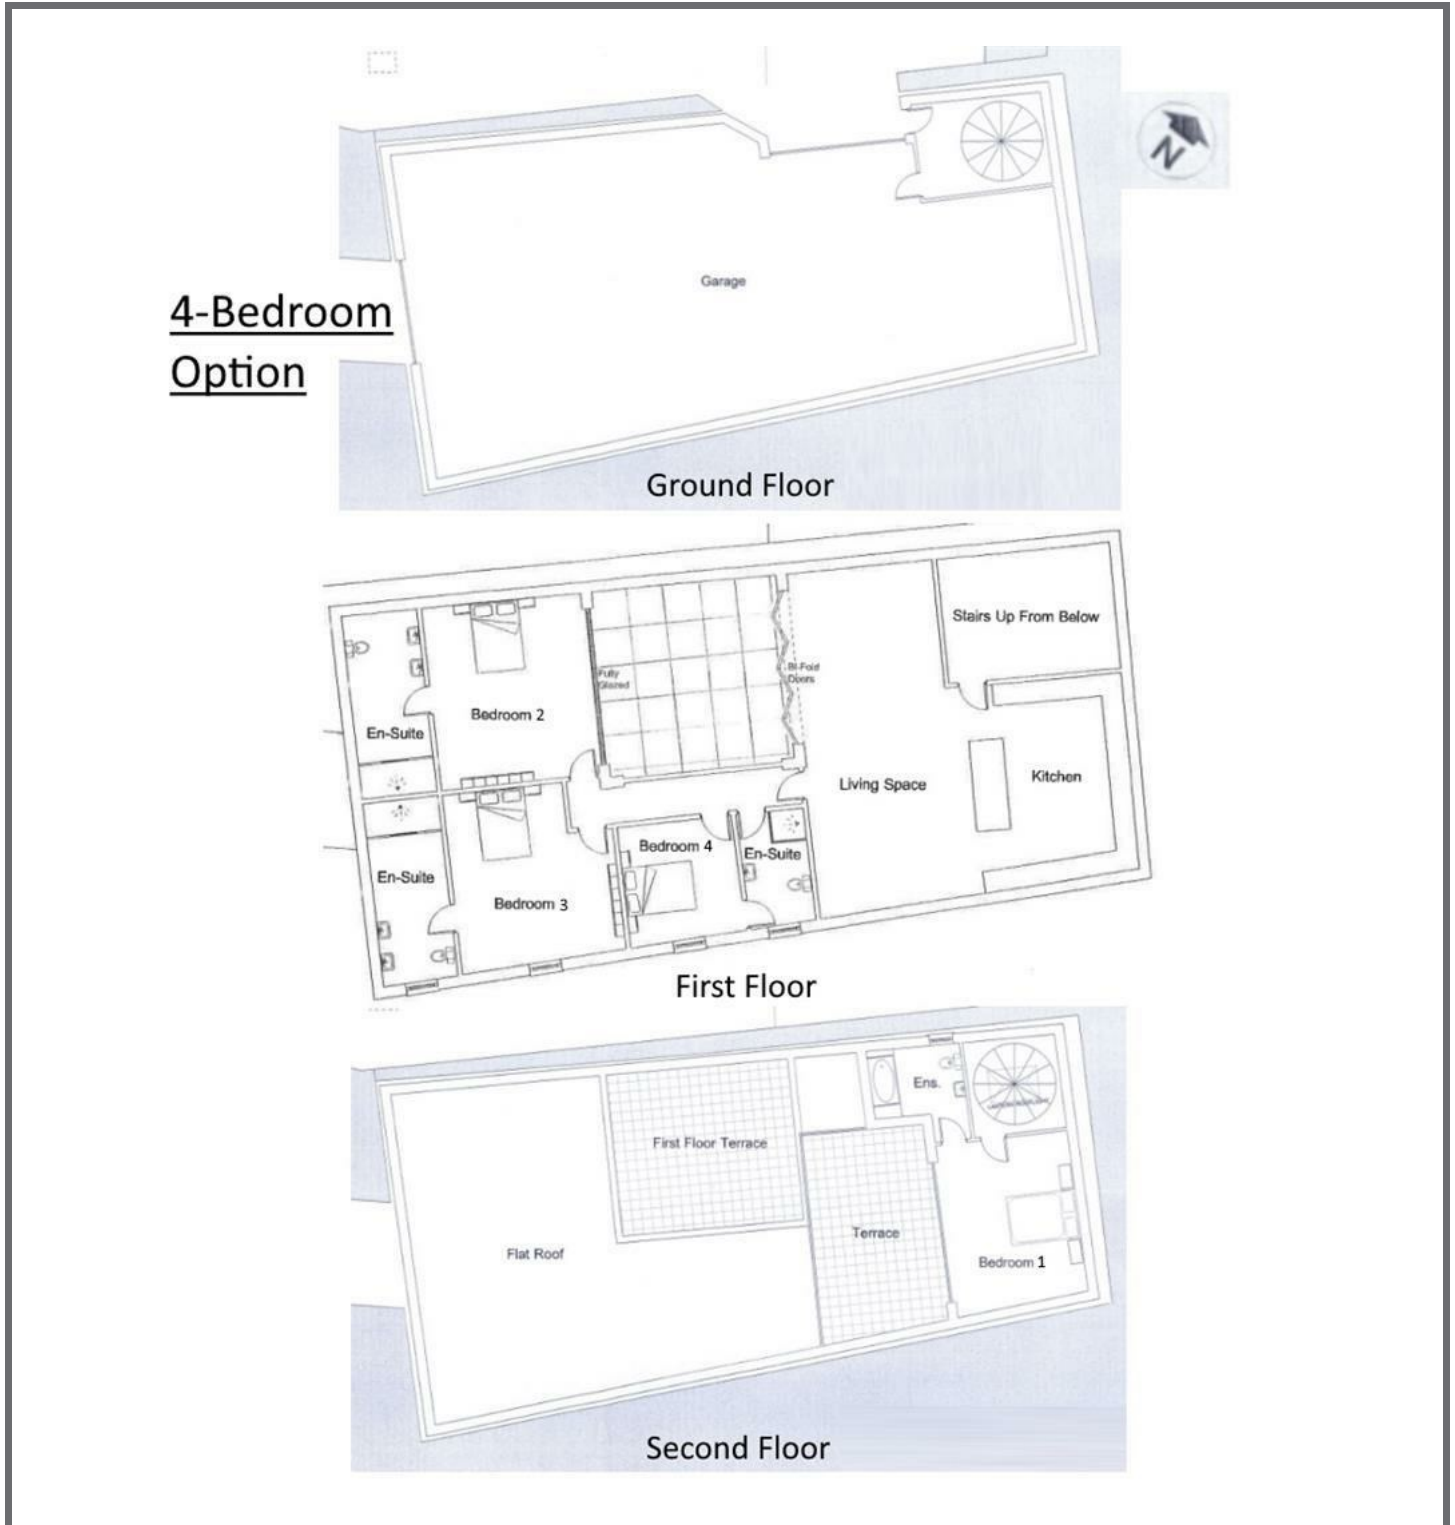 N
4-Bedroom
Option
Garage
Ground Floor
Stairs Up From Below
Fully
Glazed
Bi-Fold
Doors
Bedroom 2
En-Suite
Living Space
Kitchen
Bedroom 4
En-Suite
En-Suite
Bedroom 3
First Floor
Ens.
First Floor Terrace
Terrace
Flat Roof
Bedroom 1
Second Floor